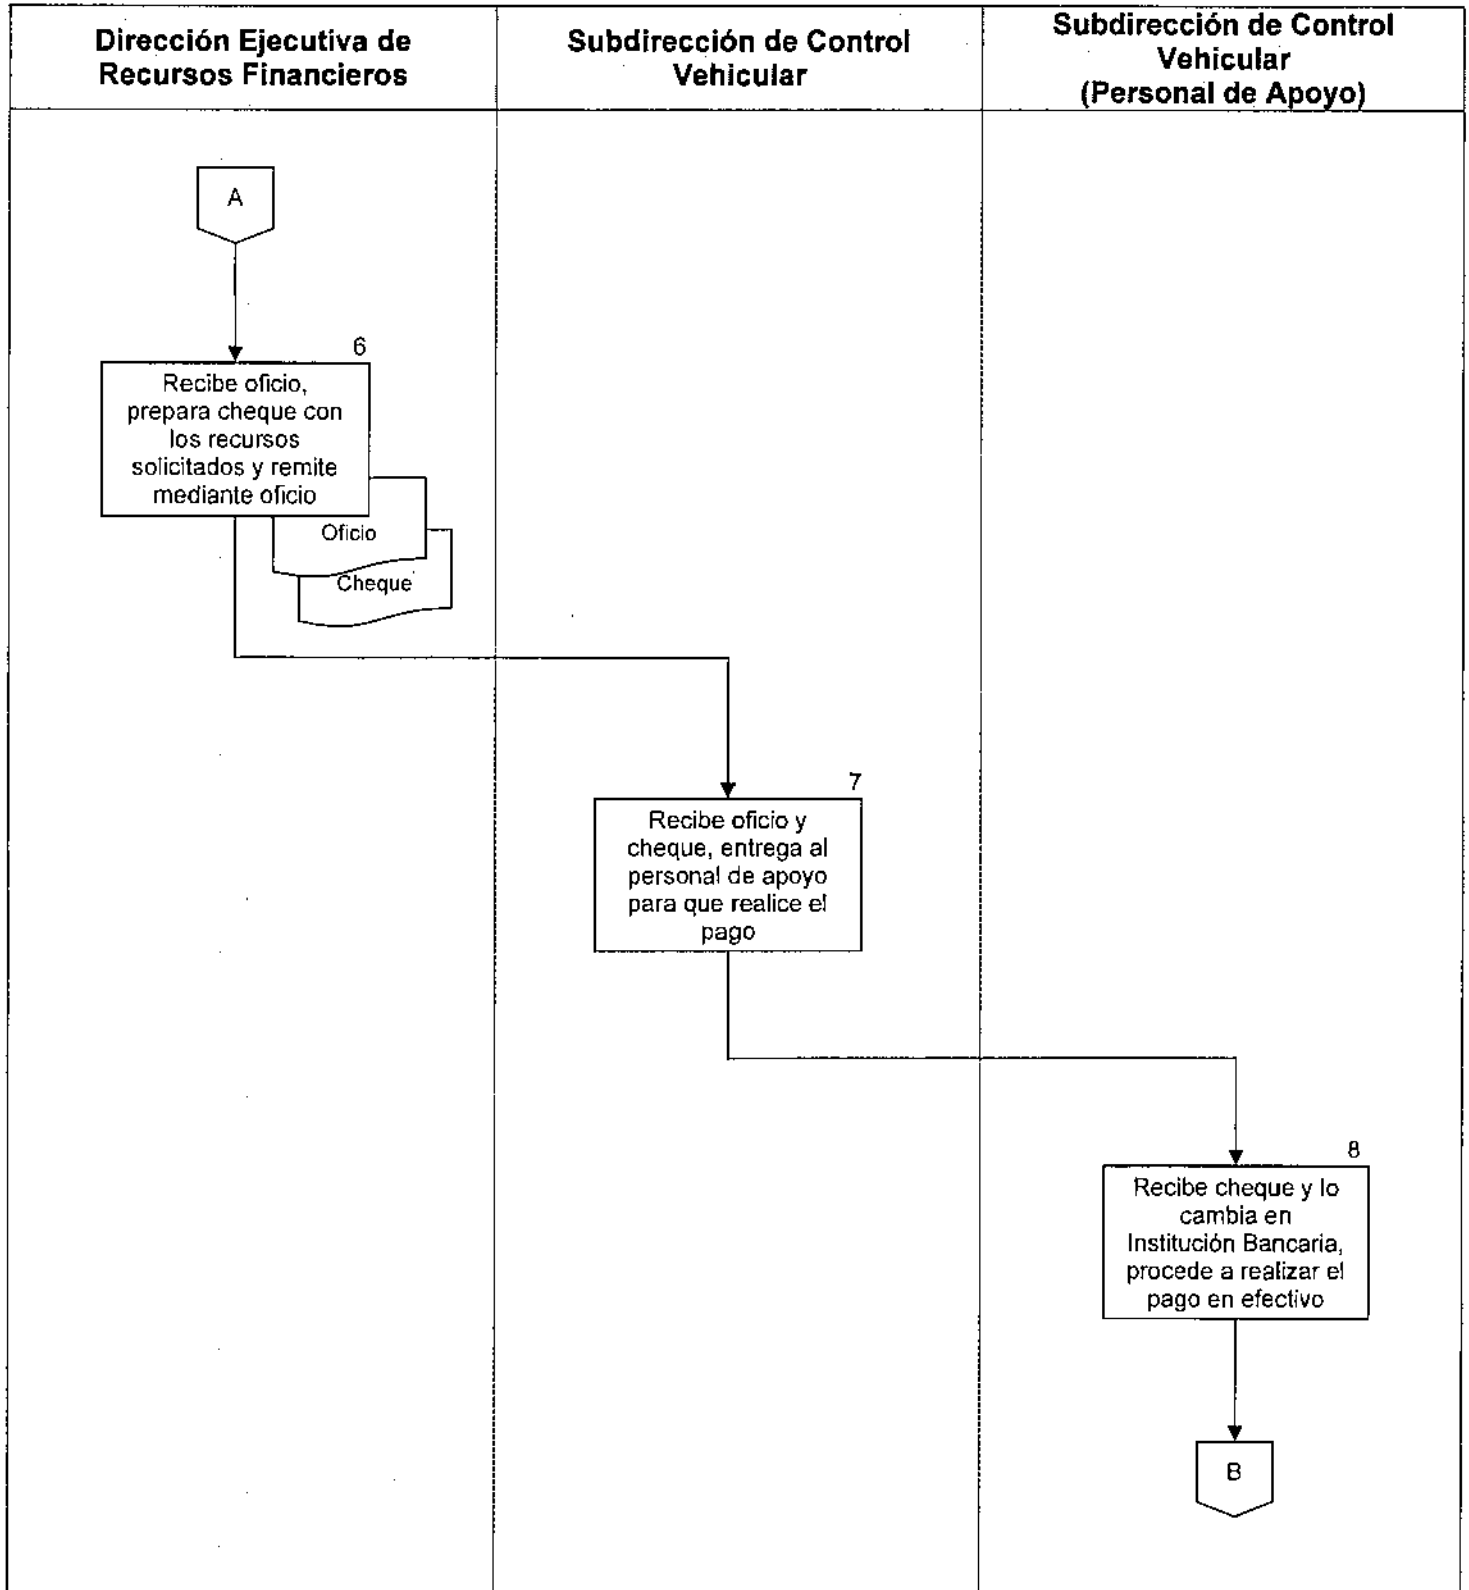 Dirección Ejecutiva de
Recursos Financieros
Subdirección de Control
Vehicular
Subdirección de Control
Vehicular
(Personal de Apoyo)
A
6
Recibe oficio,
prepara cheque con
los recursos
solicitados y remite
mediante oficio
Oficio
Cheque
7
Recibe oficio y
cheque, entrega al
personal de apoyo
para que realice el
pago
8
Recibe cheque y lo
cambia en
Institución Bancaria,
procede a realizar el
pago en efectivo
B